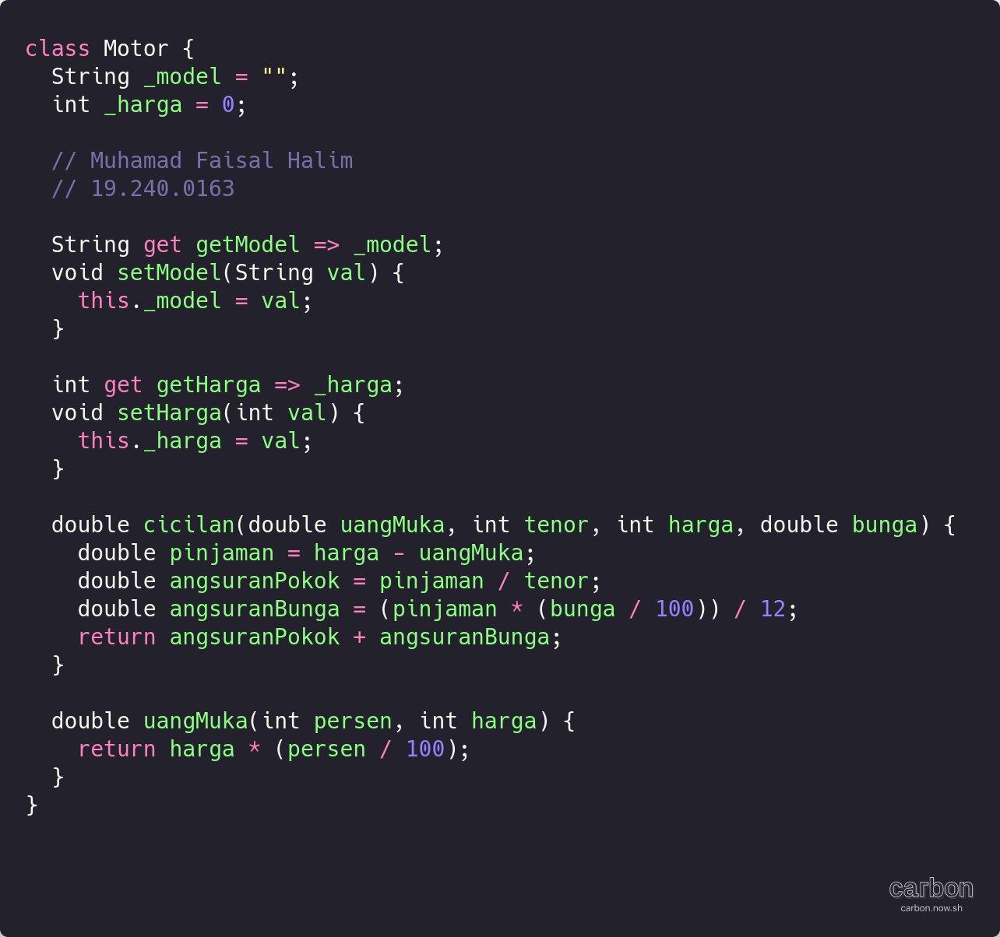 class Motor {
  String _model = "";
  int _harga = 0;

  // Muhamad Faisal Halim
  // 19.240.0163

  String get getModel => _model;
  void setModel(String val) {
    this._model = val;
  }

  int get getHarga => _harga;
  void setHarga(int val) {
    this._harga = val;
  }

  double cicilan(double uangMuka, int tenor, int harga, double bunga) {
    double pinjaman = harga - uangMuka;
    double angsuranPokok = pinjaman / tenor;
    double angsuranBunga = (pinjaman * (bunga / 100)) / 12;
    return angsuranPokok + angsuranBunga;
  }

  double uangMuka(int persen, int harga) {
    return harga * (persen / 100);
  }
}
carbon
carbon.now.sh